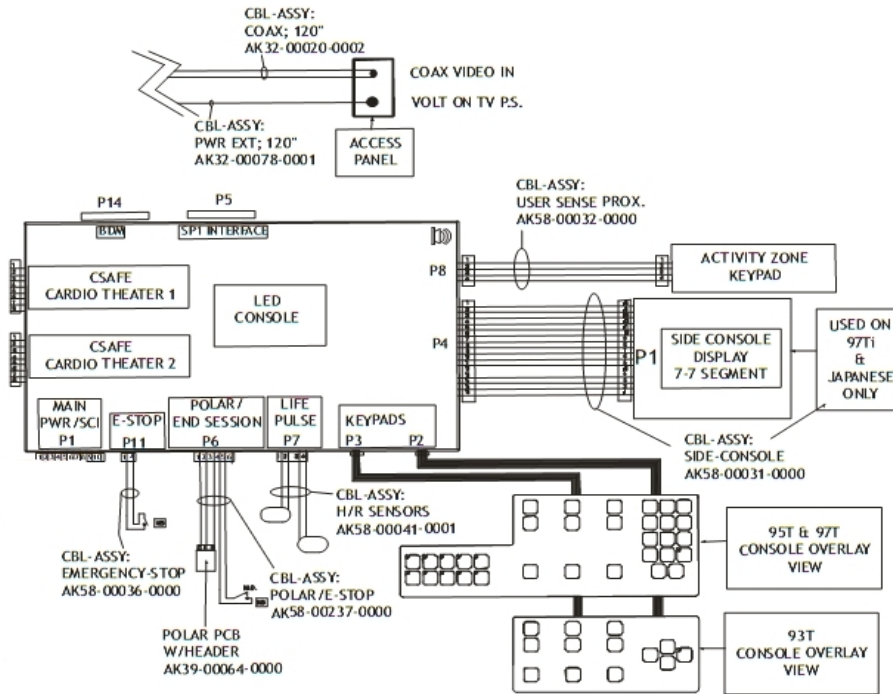 CBL-ASSY:
COAX; 120"
AK32-00020-0002
COAX VIDEO IN
VOLT ON TV P.S.
CBL-ASSY:
PWR EXT; 120"
AK32-00078-0001
ACCESS
PANEL
P14
P5
BDM
SP1 INTERFACE
CBL-ASSY:
USER SENSE PROX.
AK58-00032-0000
P8
ACTIVITY ZONE
KEYPAD
CSAFE
CARDIO THEATER 1
LED
CONSOLE
CSAFE
CARDIO THEATER 2
P4
P1
SIDE CONSOLE
DISPLAY
7-7 SEGMENT
USED ON
97Ti
&
JAPANESE
ONLY
MAIN
PWR/SCI
P1
E-STOP
P11
POLAR/
END SESSION
P6
LIFE
PULSE
P7
KEYPADS
P3
P2
CBL-ASSY:
SIDE-CONSOLE
AK58-00031-0000
CBL-ASSY:
H/R SENSORS
AK58-00041-0001
CBL-ASSY:
EMERGENCY-STOP
AK58-00036-0000
CBL-ASSY:
POLAR/E-STOP
AK58-00237-0000
POLAR PCB
W/HEADER
AK39-00064-0000
95T & 97T
CONSOLE OVERLAY
VIEW
93T
CONSOLE OVERLAY
VIEW